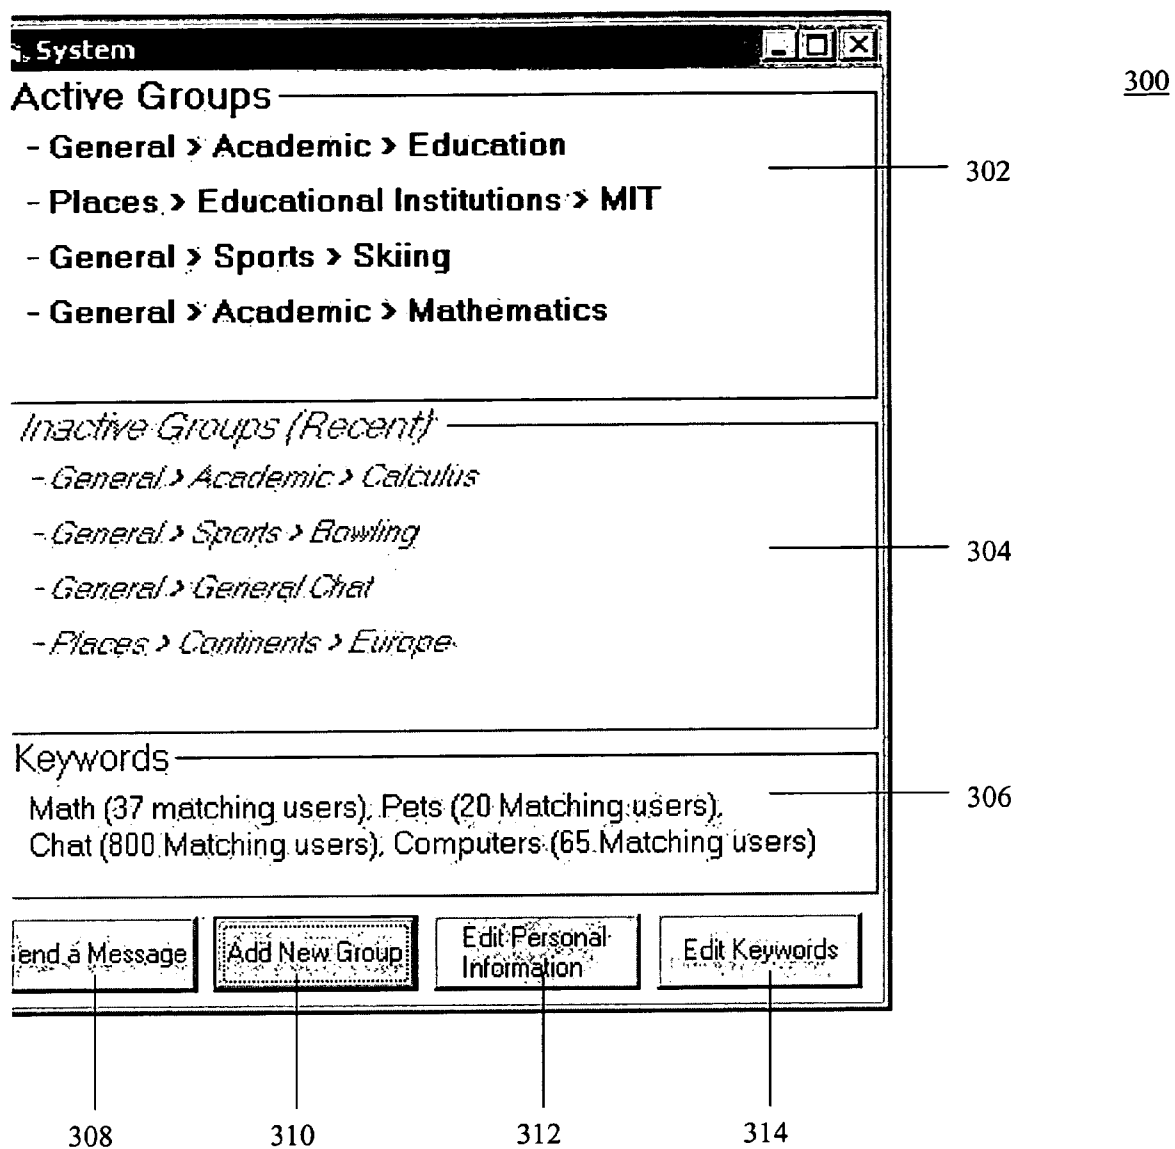 System
300
Active Groups
- General > Academic > Education
302
- Places > Educational Institutions > MIT
- General > Sports > Skiing
- General > Academic > Mathematics
Inactive Groups (Recent)
- General > Academic > Calculus
- General > Sports > Bowling
304
- General > General Chat
- Places > Continents > Europe
Keywords
306
Math (37 matching users), Pets (20 Matching users),
Chat (800 Matching users), Computers (65 Matching users)
end a Message
Add New Group
Edit Personal
Information
Edit Keywords
308 310 312 314